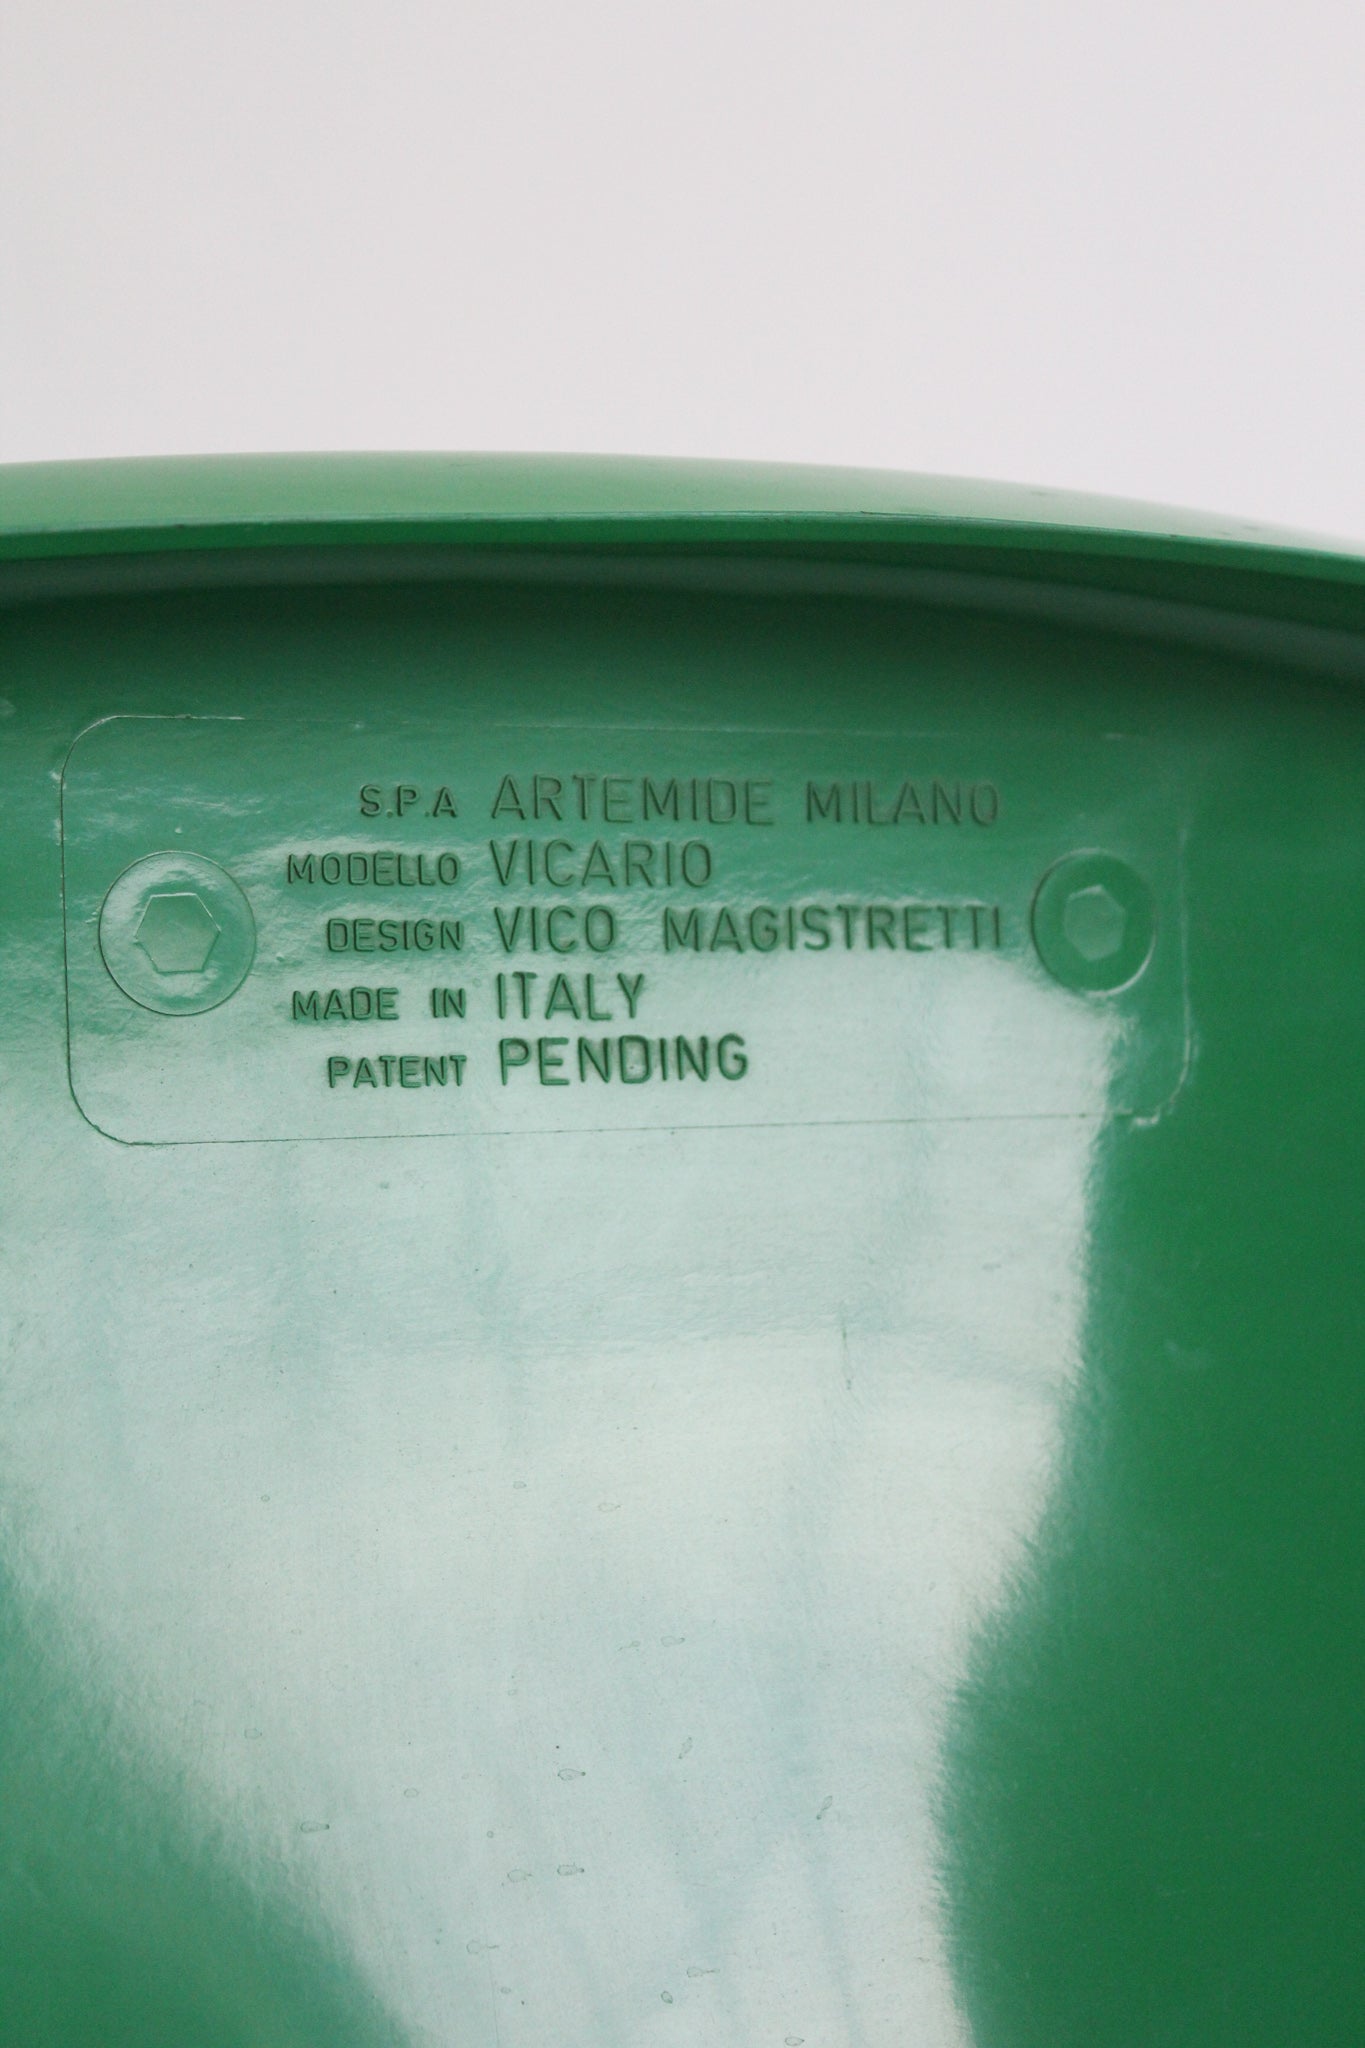 S.P.A ARTEMIDE MILANO
MODELLO VICARIO
DESIGN VICO MAGISTRETTI
MADE IN ITALY
PATENT PENDING